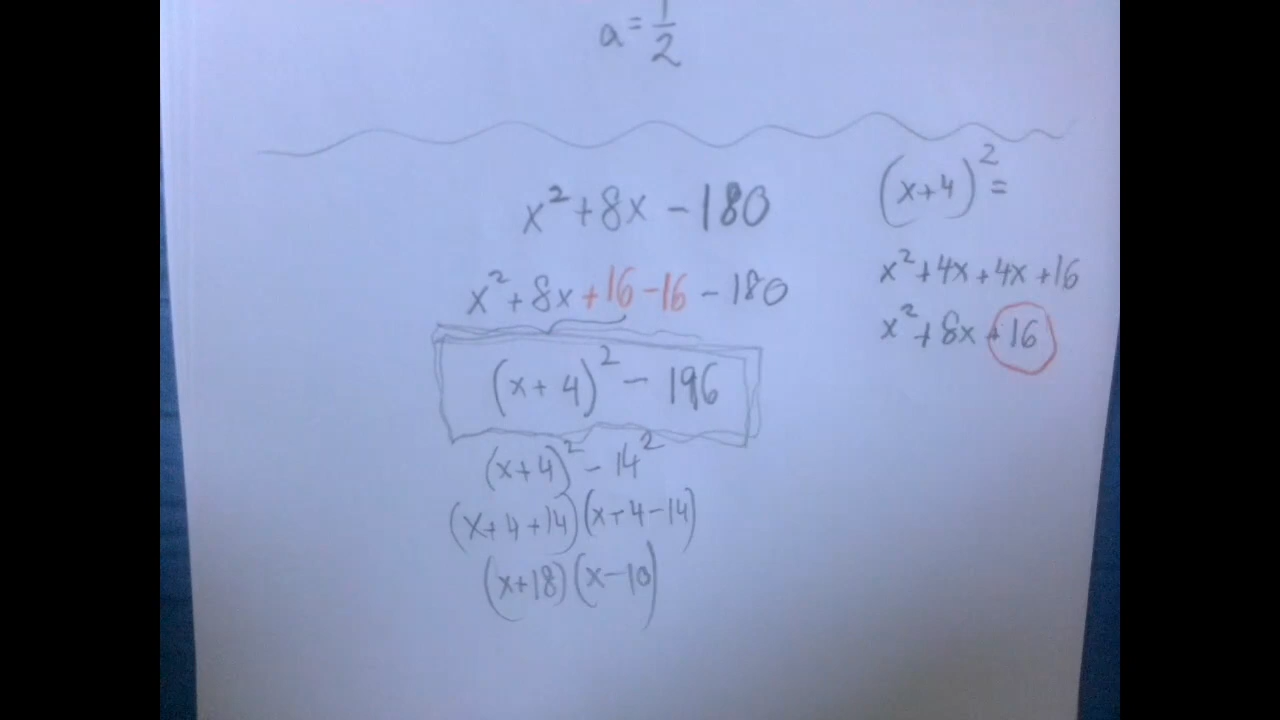 a = 1/2
x² + 8x - 180
x² + 8x + 16 - 16 - 180
(x + 4)² - 196
(x+4)² - 14²
(x + 4 + 14)(x + 4 - 14)
(x+18)(x-10)
(x+4)² =
x² + 4x + 4x + 16
x² + 8x + 16